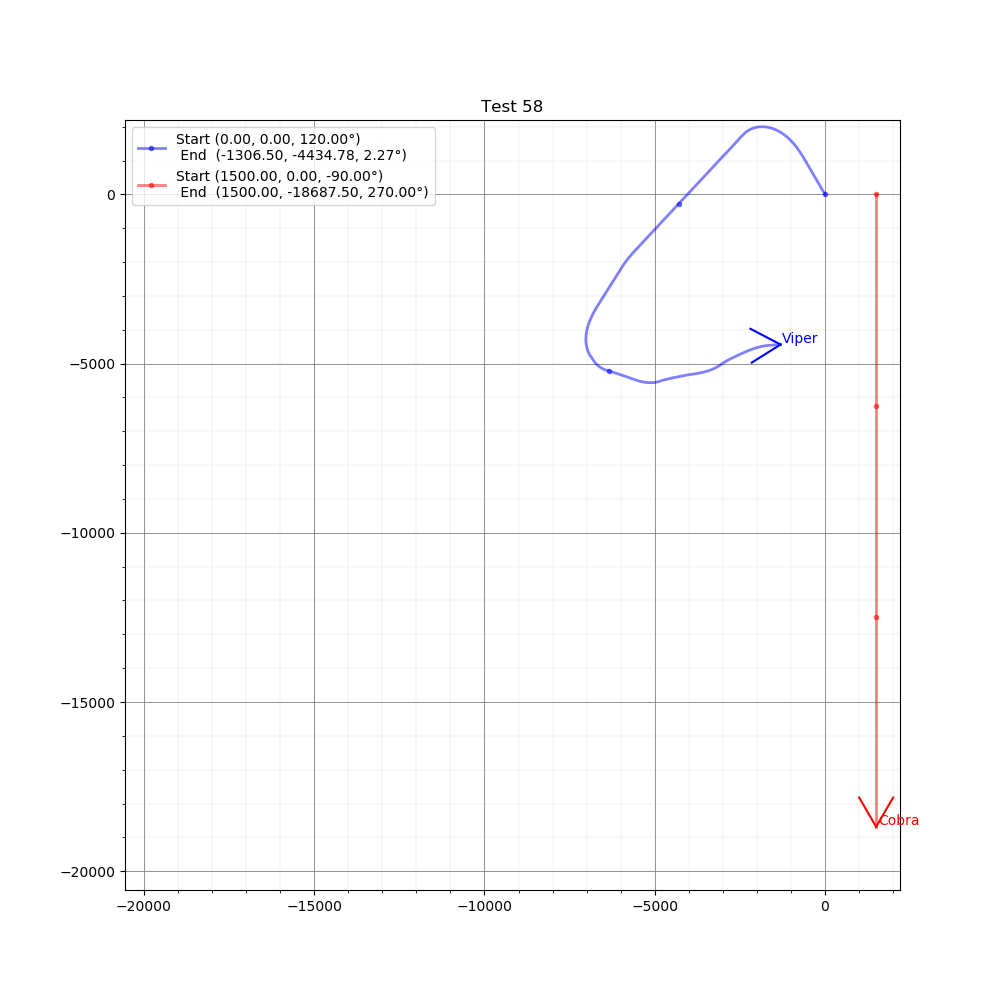 Test 58
Start (0.00, 0.00, 120.00°)
End  (-1306.50, -4434.78, 2.27°)
Start (1500.00, 0.00, -90.00°)
End  (1500.00, -18687.50, 270.00°)
0
−5000
−10000
−15000
−20000
Viper
Cobra
−20000
−15000
−10000
−5000
0